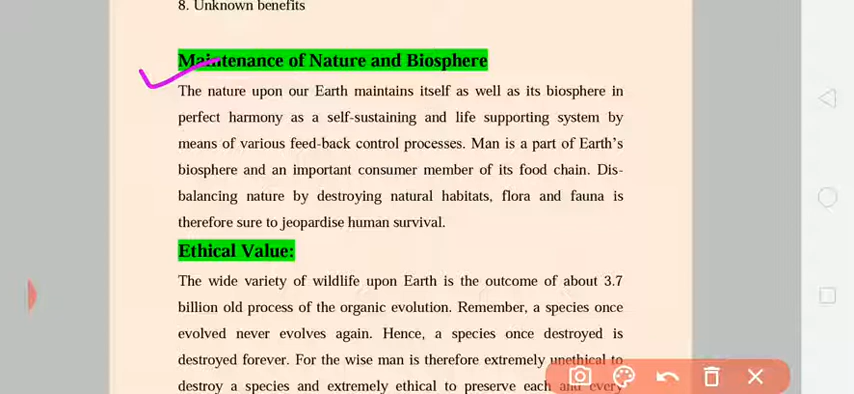 8. Unknown benefits
Maintenance of Nature and Biosphere
The nature upon our Earth maintains itself as well as its biosphere in
perfect harmony as a self-sustaining and life supporting system by
means of various feed-back control processes. Man is a part of Earth's
biosphere and an important consumer member of its food chain. Dis-
balancing nature by destroying natural habitats, flora and fauna is
therefore sure to jeopardise human survival.
Ethical Value:
The wide variety of wildlife upon Earth is the outcome of about 3.7
billion old process of the organic evolution. Remember, a species once
evolved never evolves again. Hence, a species once destroyed is
destroyed forever. For the wise man is therefore extremely unethical to
destroy a species and extremely ethical to preserve each and every